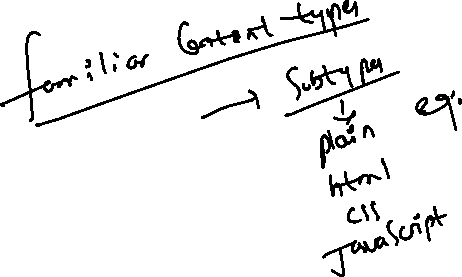 familiar Content types
→ Subtypes
↓
plain eg.
html
css
JavaScript